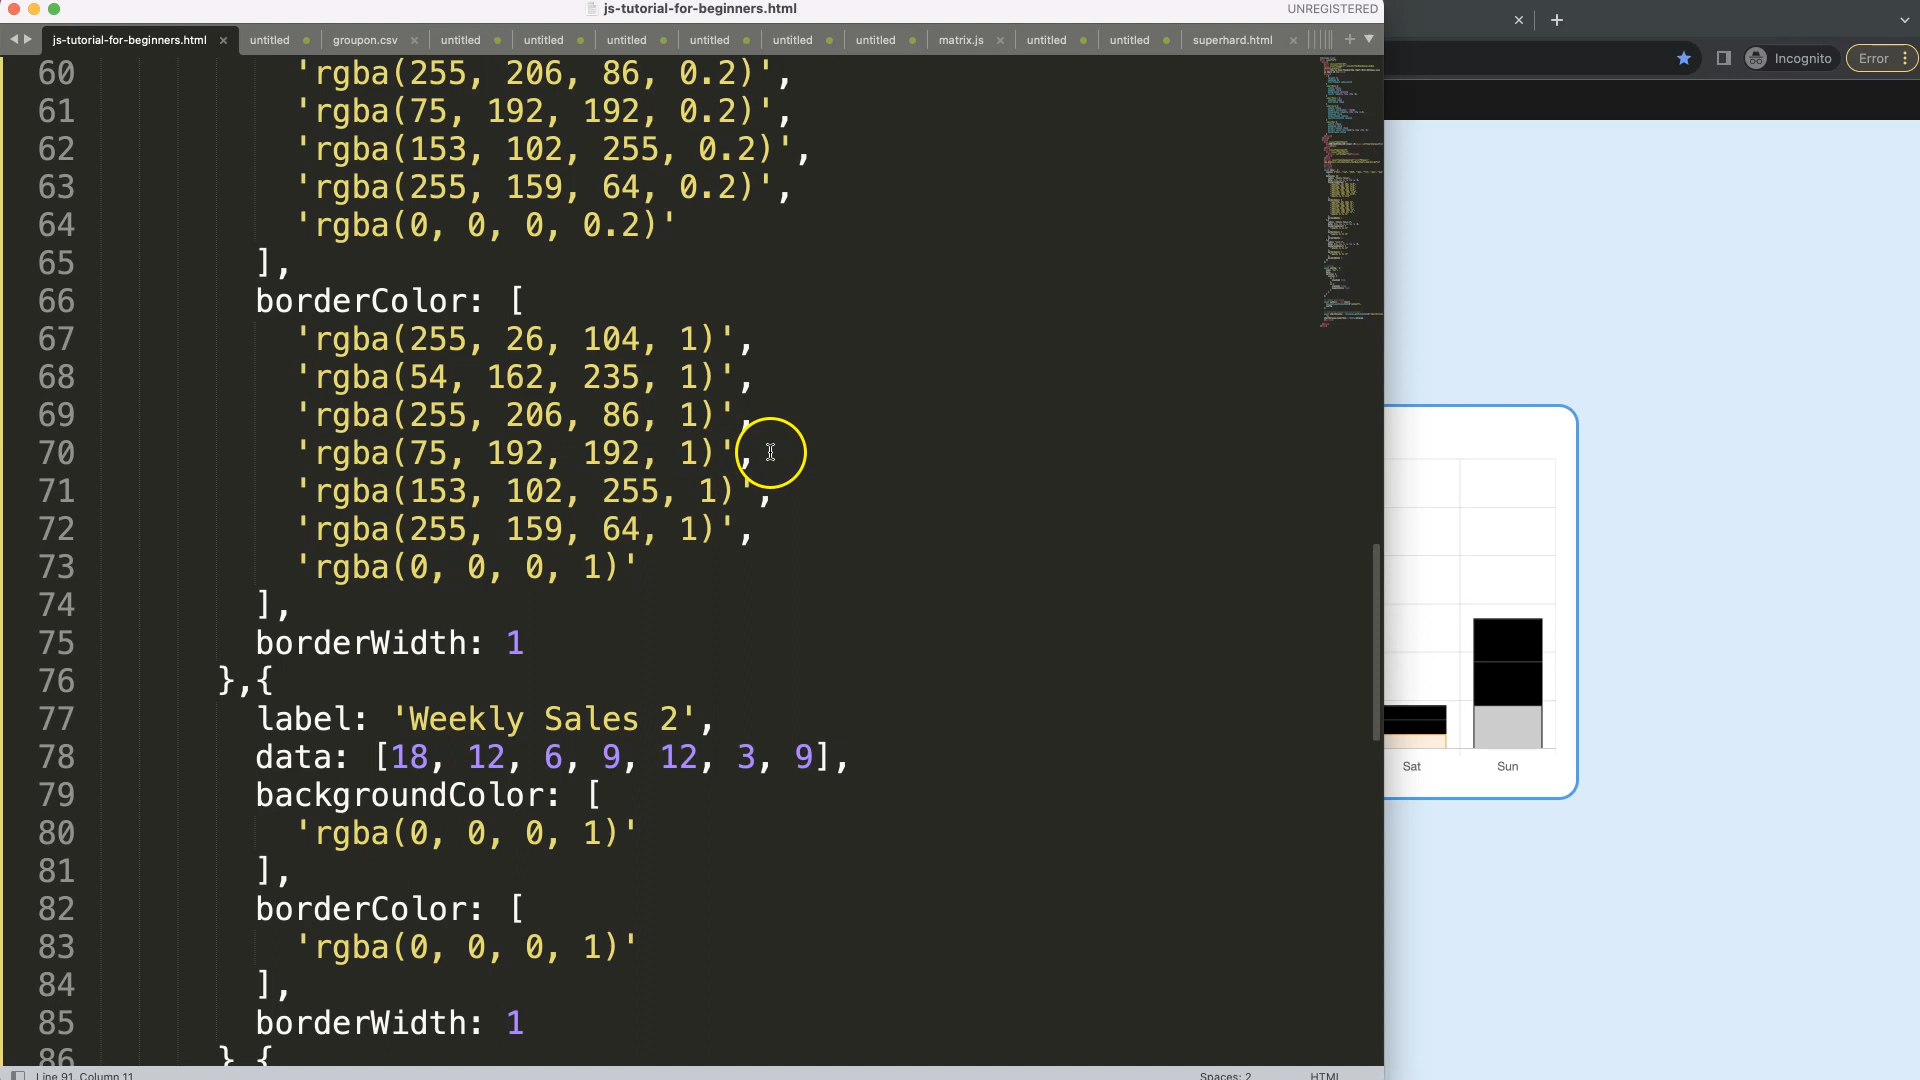 js-tutorial-for-beginners.html
UNREGISTERED
js-tutorial-for-beginners.html untitled groupon.csv untitled untitled untitled untitled untitled untitled matrix.js untitled untitled superhard.html
Incognito
Error
60 'rgba(255, 206, 86, 0.2)',
61 'rgba(75, 192, 192, 0.2)',
62 'rgba(153, 102, 255, 0.2)',
63 'rgba(255, 159, 64, 0.2)',
64 'rgba(0, 0, 0, 0.2)'
65 ],
66 borderColor: [
67 'rgba(255, 26, 104, 1)',
68 'rgba(54, 162, 235, 1)',
69 'rgba(255, 206, 86, 1)',
70 'rgba(75, 192, 192, 1)',
71 'rgba(153, 102, 255, 1)',
72 'rgba(255, 159, 64, 1)',
73 'rgba(0, 0, 0, 1)'
74 ],
75 borderWidth: 1
76 },{
77 label: 'Weekly Sales 2',
78 data: [18, 12, 6, 9, 12, 3, 9],
79 backgroundColor: [
80 'rgba(0, 0, 0, 1)'
81 ],
82 borderColor: [
83 'rgba(0, 0, 0, 1)'
84 ],
85 borderWidth: 1
86 },{
Sat Sun
Line 91, Column 11
Spaces: 2
HTML